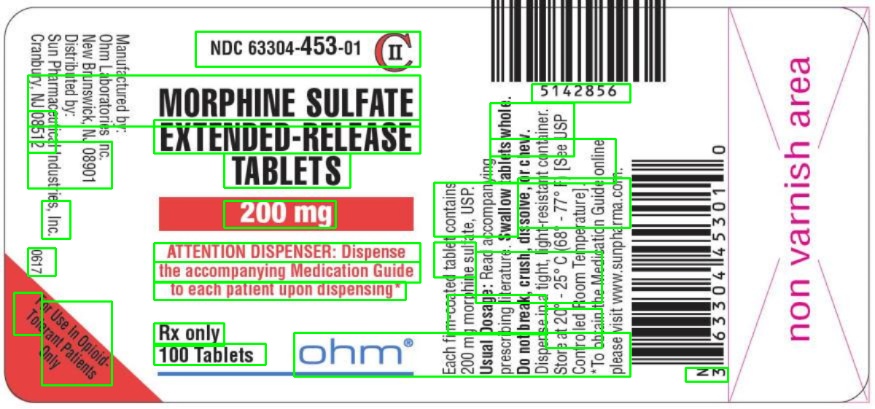 Manufactured by:
Ohm Laboratories Inc.
New Brunswick, NJ 08901
Distributed by:
Sun Pharmaceutical Industries, Inc.
Cranbury, NJ 08512
0617
For Use in Opioid-
Tolerant Patients
Only
NDC 63304-453-01
CII
MORPHINE SULFATE
EXTENDED-RELEASE
TABLETS
200 mg
ATTENTION DISPENSER: Dispense
the accompanying Medication Guide
to each patient upon dispensing*
Rx only
100 Tablets
ohm®
Each film-coated tablet contains
200 mg morphine sulfate, USP.
Usual Dosage: Read accompanying
prescribing literature. Swallow tablets whole.
Do not break, crush, dissolve, or chew.
Dispense in a tight, light-resistant container.
Store at 20° - 25° C (68° - 77° F) [See USP
Controlled Room Temperature].
*To obtain the Medication Guide online
please visit www.sunpharma.com.
5142856
N
3 63304 45301 0
non varnish area